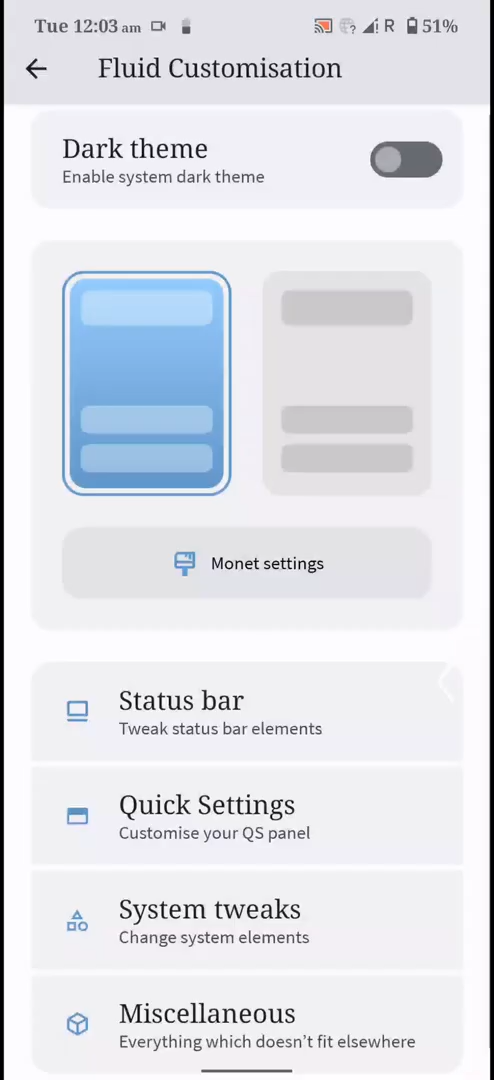 Tue 12:03 am R 51%
Fluid Customisation
Dark theme
Enable system dark theme
Monet settings
Status bar
Tweak status bar elements
Quick Settings
Customise your QS panel
System tweaks
Change system elements
Miscellaneous
Everything which doesn't fit elsewhere